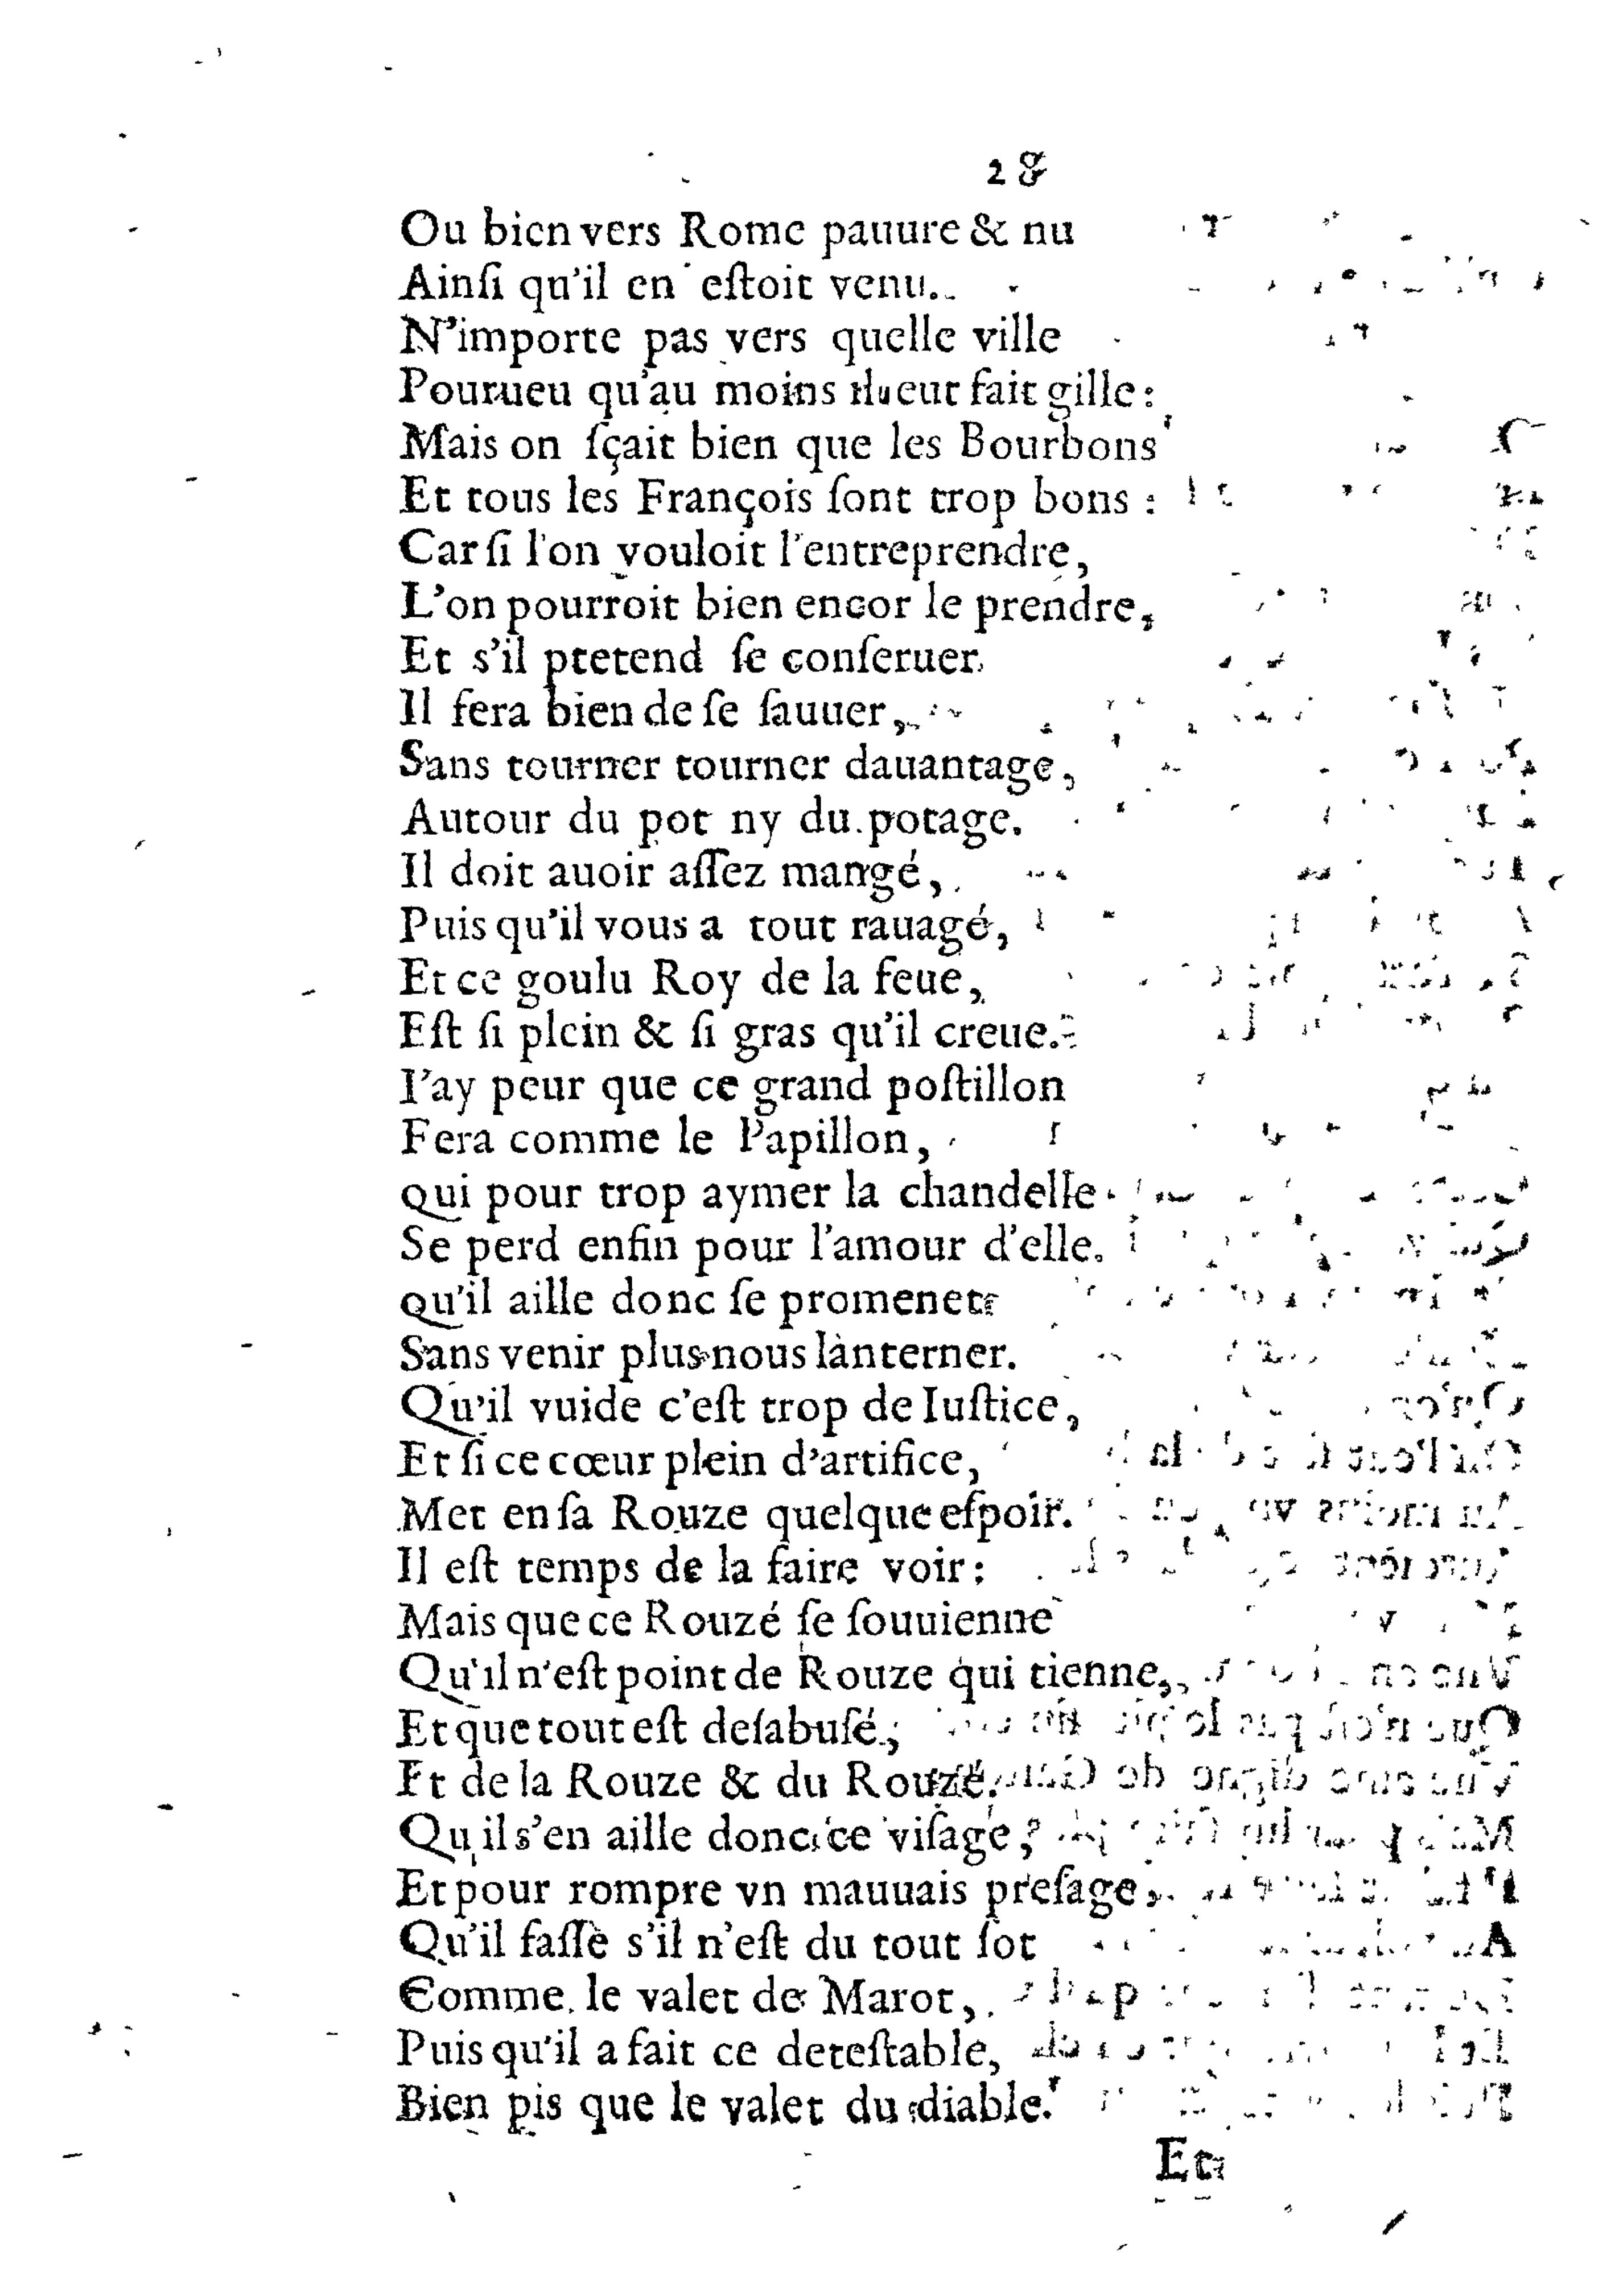 28
Ou bien vers Rome pauure & nu
Ainſi qu'il en eſtoit venu.
N'importe pas vers quelle ville
Pourueu qu'au moins il eut fait gille:
Mais on ſçait bien que les Bourbons
Et tous les François ſont trop bons :
Car ſi l'on vouloit l'entreprendre,
L'on pourroit bien encor le prendre,
Et s'il ptetend ſe conſeruer
Il fera bien de ſe ſauuer,
Sans tourner tourner dauantage,
Autour du pot ny du potage.
Il doit auoir aſſez mangé,
Puis qu'il vous a tout rauagé,
Et ce goulu Roy de la feue,
Eſt ſi plein & ſi gras qu'il creue.
I'ay peur que ce grand poſtillon
Fera comme le Papillon,
qui pour trop aymer la chandelle
Se perd enfin pour l'amour d'elle.
qu'il aille donc ſe promener
Sans venir plus nous lanterner.
Qu'il vuide c'eſt trop de Iuſtice,
Et ſi ce cœur plein d'artifice,
Met en ſa Rouze quelque eſpoir.
Il eſt temps de la faire voir:
Mais que ce Rouzé ſe ſouuienne
Qu'il n'eſt point de Rouze qui tienne,
Et que tout eſt deſabuſé,
Et de la Rouze & du Rouzé.
Qu'il s'en aille donc ce viſage,
Et pour rompre vn mauuais preſage,
Qu'il faſſe s'il n'eſt du tout ſot
Comme le valet de Marot,
Puis qu'il a fait ce deteſtable,
Bien pis que le valet du diable.
Et